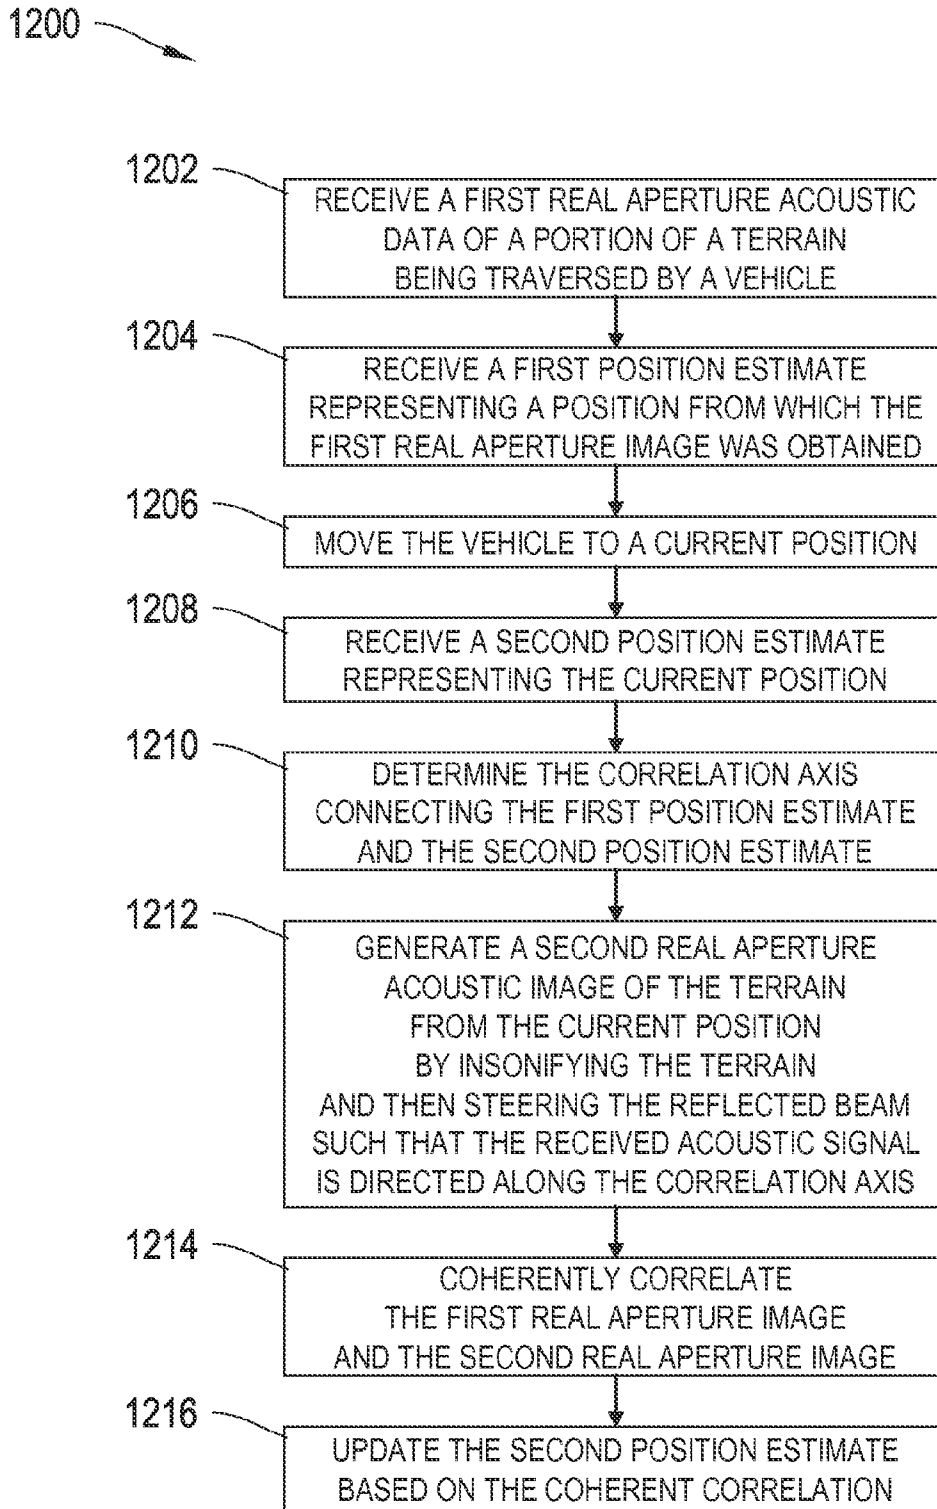 1200
1202
RECEIVE A FIRST REAL APERTURE ACOUSTIC
DATA OF A PORTION OF A TERRAIN
BEING TRAVERSED BY A VEHICLE
1204
RECEIVE A FIRST POSITION ESTIMATE
REPRESENTING A POSITION FROM WHICH THE
FIRST REAL APERTURE IMAGE WAS OBTAINED
1206
MOVE THE VEHICLE TO A CURRENT POSITION
1208
RECEIVE A SECOND POSITION ESTIMATE
REPRESENTING THE CURRENT POSITION
1210
DETERMINE THE CORRELATION AXIS
CONNECTING THE FIRST POSITION ESTIMATE
AND THE SECOND POSITION ESTIMATE
1212
GENERATE A SECOND REAL APERTURE
ACOUSTIC IMAGE OF THE TERRAIN
FROM THE CURRENT POSITION
BY INSONIFYING THE TERRAIN
AND THEN STEERING THE REFLECTED BEAM
SUCH THAT THE RECEIVED ACOUSTIC SIGNAL
IS DIRECTED ALONG THE CORRELATION AXIS
1214
COHERENTLY CORRELATE
THE FIRST REAL APERTURE IMAGE
AND THE SECOND REAL APERTURE IMAGE
1216
UPDATE THE SECOND POSITION ESTIMATE
BASED ON THE COHERENT CORRELATION